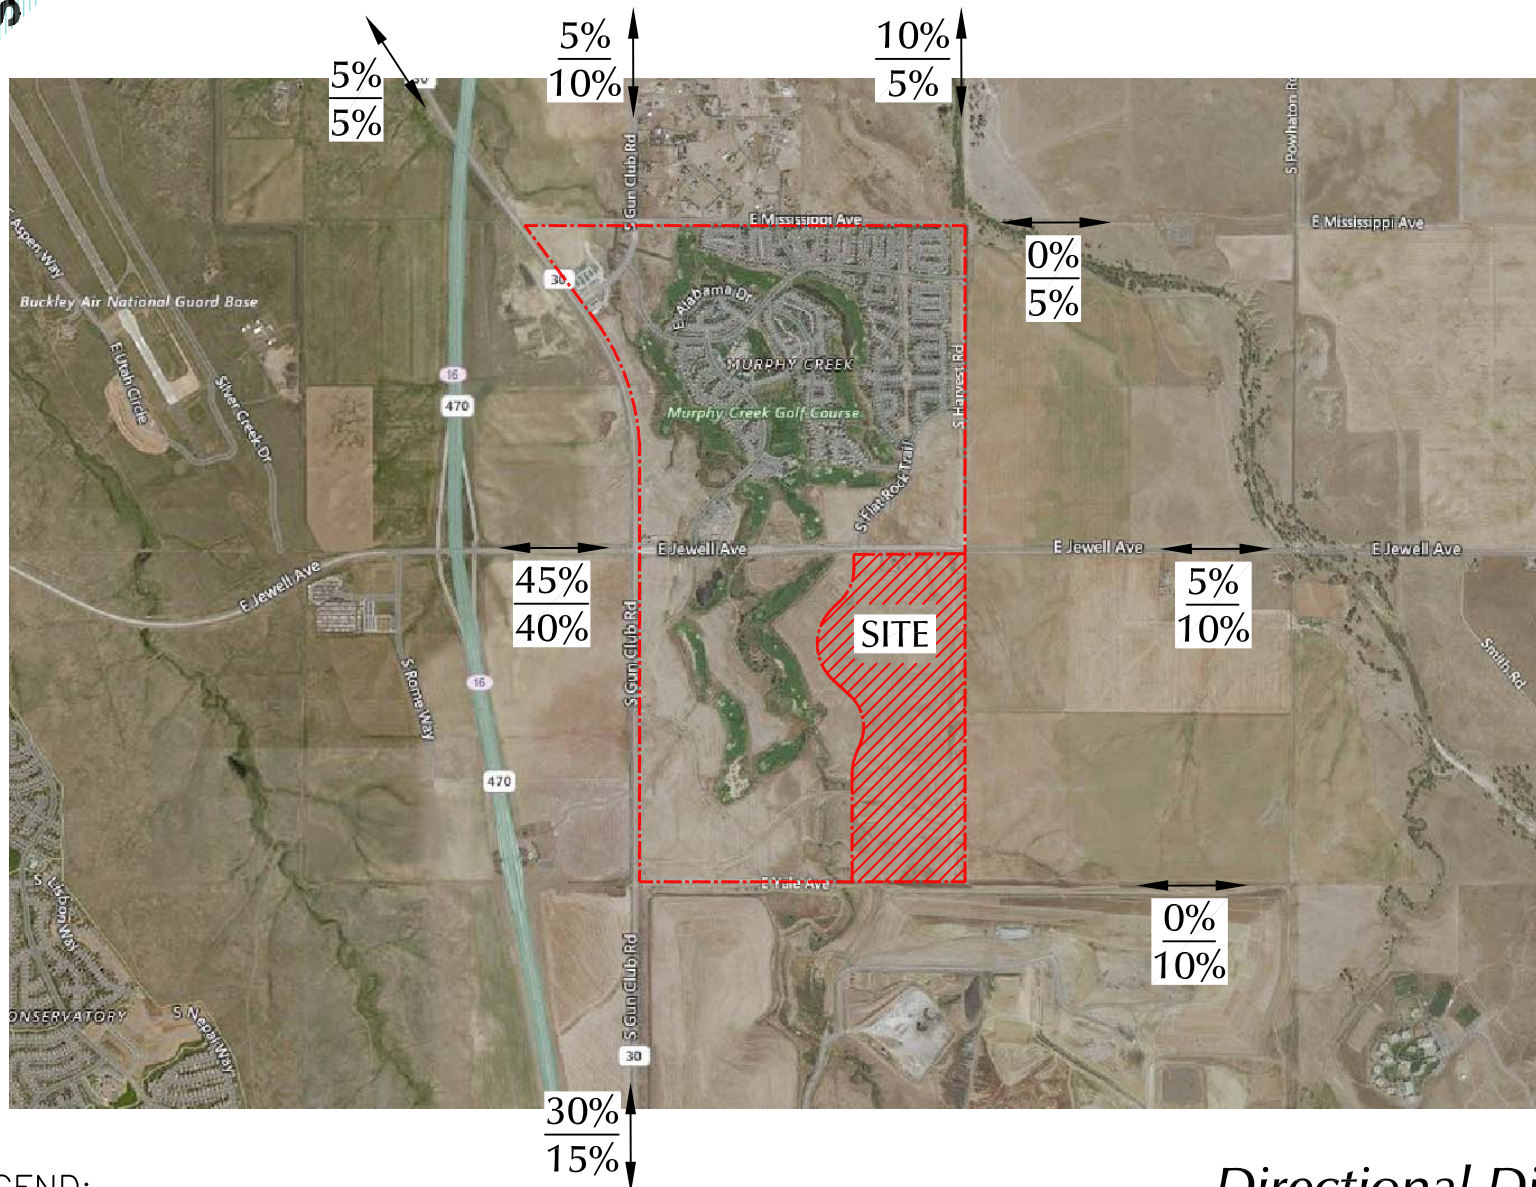 5%
10%
10%
5%
5%
5%
S Gun Club Rd
S Powhaton Rd
E Mississippi Ave
E Mississippi Ave
0%
5%
S Aspen Way
30
Buckley Air National Guard Base
E Alabama Dr
E Utah Circle
Silver Creek Dr
MURPHY CREEK
S Harvest Rd
16
470
Murphy Creek Golf Course
S Flat Rock Trail
E Jewell Ave
E Jewell Ave
E Jewell Ave
E Jewell Ave
45%
40%
5%
10%
SITE
S Gun Club Rd
S Rome Way
Smith Rd
16
470
E Yale Ave
S Lisbon Way
0%
10%
S Gun Club Rd
ONSERVATORY
S Nepal Way
30
30%
15%
GEND:
Directional Di